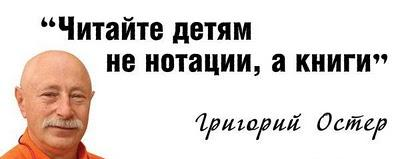 “Читайте детям
не нотации, а книги”
Григорий Остер